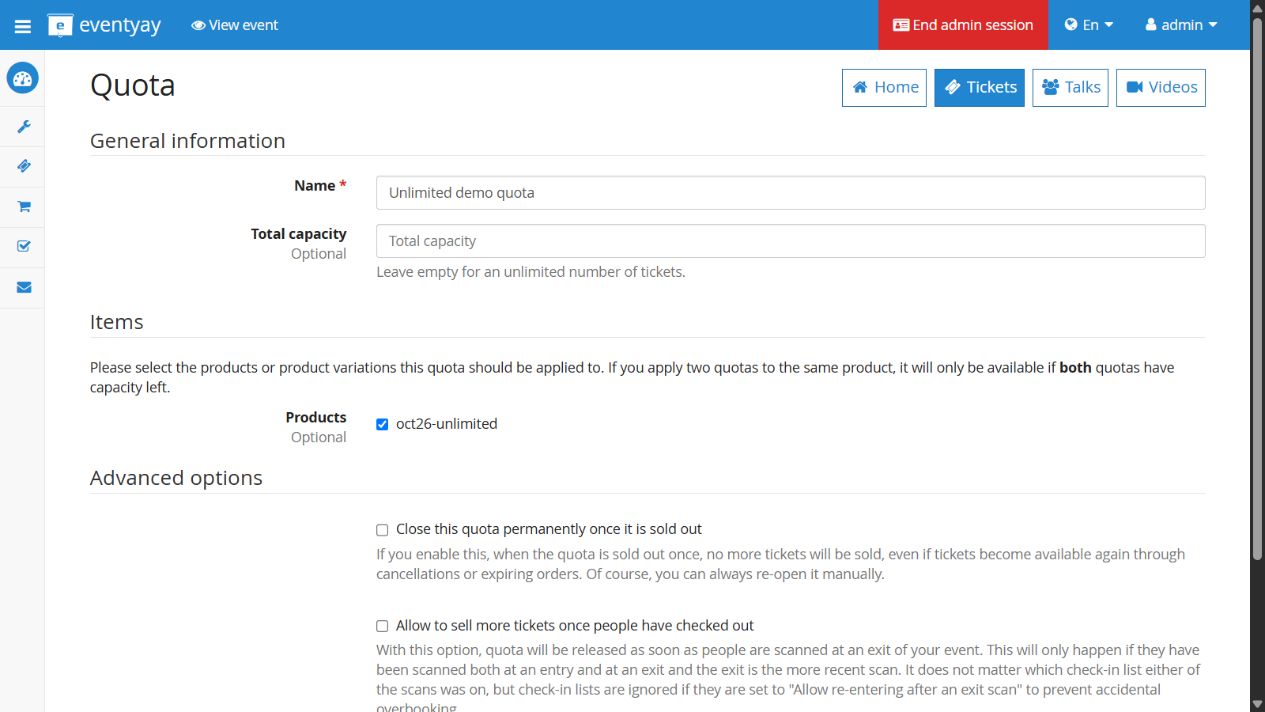 eventyay
View event
End admin session
En
admin
Quota
Home
Tickets
Talks
Videos
General information
Name *
Unlimited demo quota
Total capacity
Optional
Total capacity
Leave empty for an unlimited number of tickets.
Items
Please select the products or product variations this quota should be applied to. If you apply two quotas to the same product, it will only be available if both quotas have
capacity left.
Products
Optional
oct26-unlimited
Advanced options
Close this quota permanently once it is sold out
If you enable this, when the quota is sold out once, no more tickets will be sold, even if tickets become available again through
cancellations or expiring orders. Of course, you can always re-open it manually.
Allow to sell more tickets once people have checked out
With this option, quota will be released as soon as people are scanned at an exit of your event. This will only happen if they have
been scanned both at an entry and at an exit and the exit is the more recent scan. It does not matter which check-in list either of
the scans was on, but check-in lists are ignored if they are set to "Allow re-entering after an exit scan" to prevent accidental
overbooking.